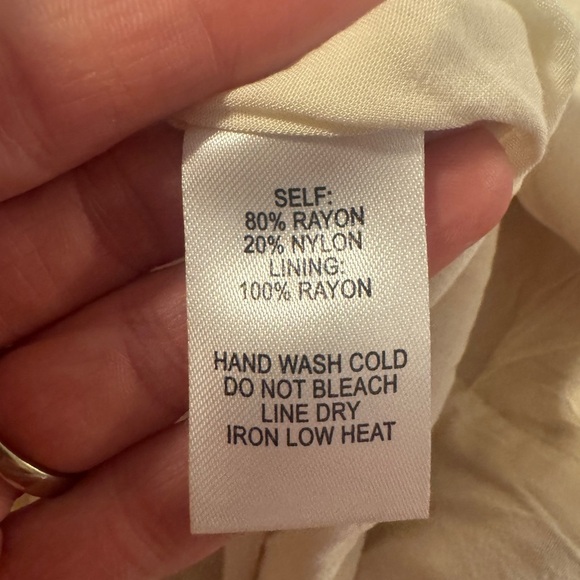 SELF:
80% RAYON
20% NYLON
LINING:
100% RAYON
HAND WASH COLD
DO NOT BLEACH
LINE DRY
IRON LOW HEAT